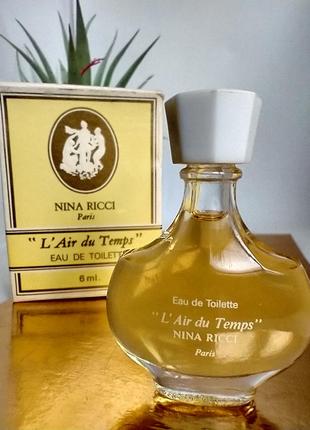 NINA RICCI
Paris
"L'Air du Temps"
EAU DE TOILETTE
6 ml.
Eau de Toilette
"L'Air du Temps"
NINA RICCI
Paris